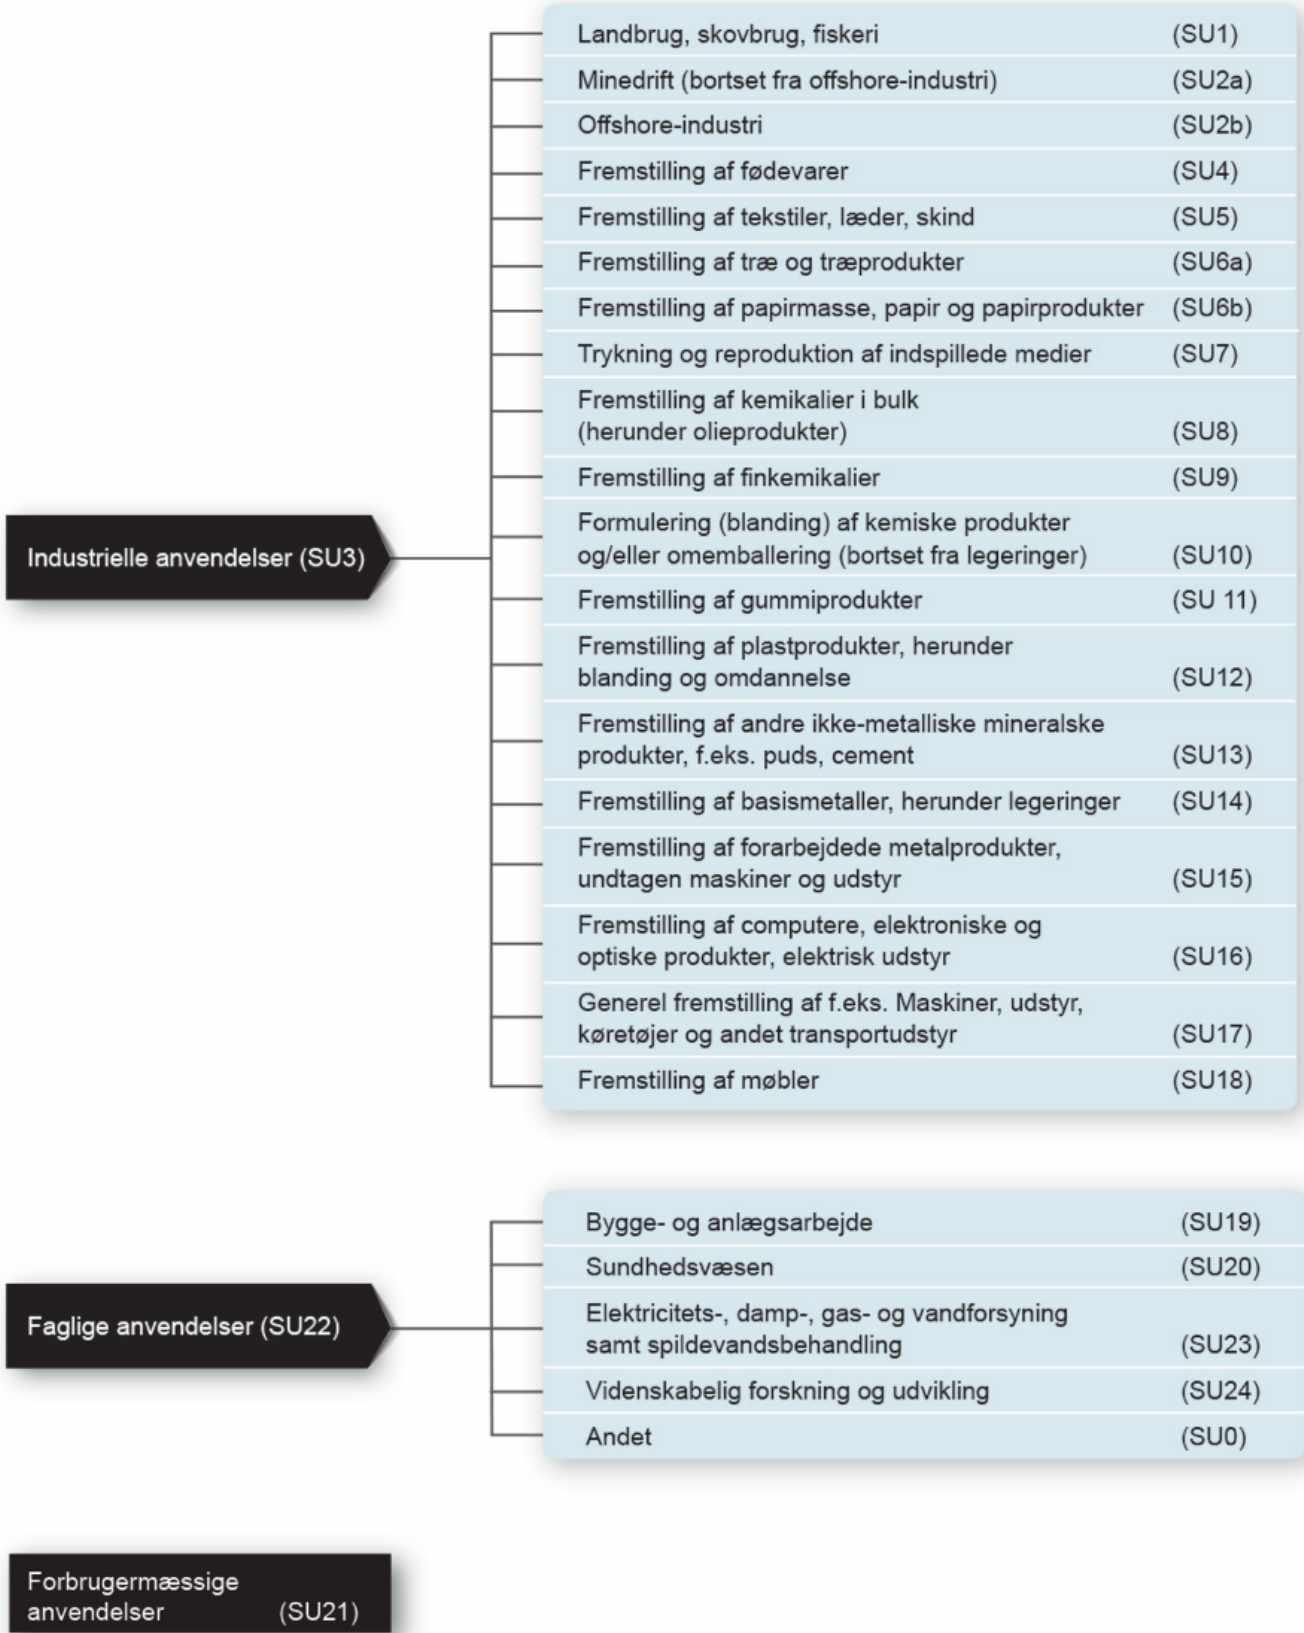 Landbrug, skovbrug, fiskeri (SU1)
Minedrift (bortset fra offshore-industri) (SU2a)
Offshore-industri (SU2b)
Fremstilling af fødevarer (SU4)
Fremstilling af tekstiler, læder, skind (SU5)
Fremstilling af træ og træprodukter (SU6a)
Fremstilling af papirmasse, papir og papirprodukter (SU6b)
Trykning og reproduktion af indspillede medier (SU7)
Fremstilling af kemikalier i bulk
(herunder olieprodukter) (SU8)
Fremstilling af finkemikalier (SU9)
Formulering (blanding) af kemiske produkter
og/eller omemballering (bortset fra legeringer) (SU10)
Industrielle anvendelser (SU3)
Fremstilling af gummiprodukter (SU 11)
Fremstilling af plastprodukter, herunder
blanding og omdannelse (SU12)
Fremstilling af andre ikke-metalliske mineralske
produkter, f.eks. puds, cement (SU13)
Fremstilling af basismetaller, herunder legeringer (SU14)
Fremstilling af forarbejdede metalprodukter,
undtagen maskiner og udstyr (SU15)
Fremstilling af computere, elektroniske og
optiske produkter, elektrisk udstyr (SU16)
Generel fremstilling af f.eks. Maskiner, udstyr,
køretøjer og andet transportudstyr (SU17)
Fremstilling af møbler (SU18)
Bygge- og anlægsarbejde (SU19)
Sundhedsvæsen (SU20)
Faglige anvendelser (SU22)
Elektricitets-, damp-, gas- og vandforsyning
samt spildevandsbehandling (SU23)
Videnskabelig forskning og udvikling (SU24)
Andet (SU0)
Forbrugermæssige
anvendelser (SU21)